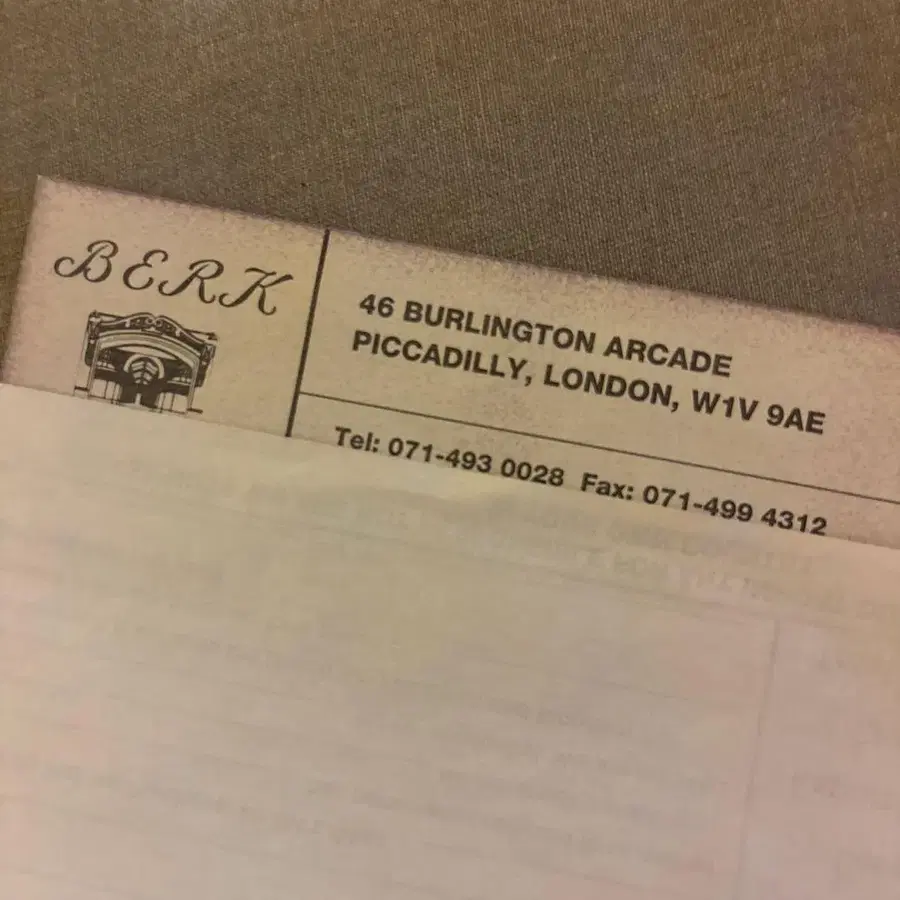 BERK
46 BURLINGTON ARCADE
PICCADILLY, LONDON, W1V 9AE
Tel: 071-493 0028 Fax: 071-499 4312